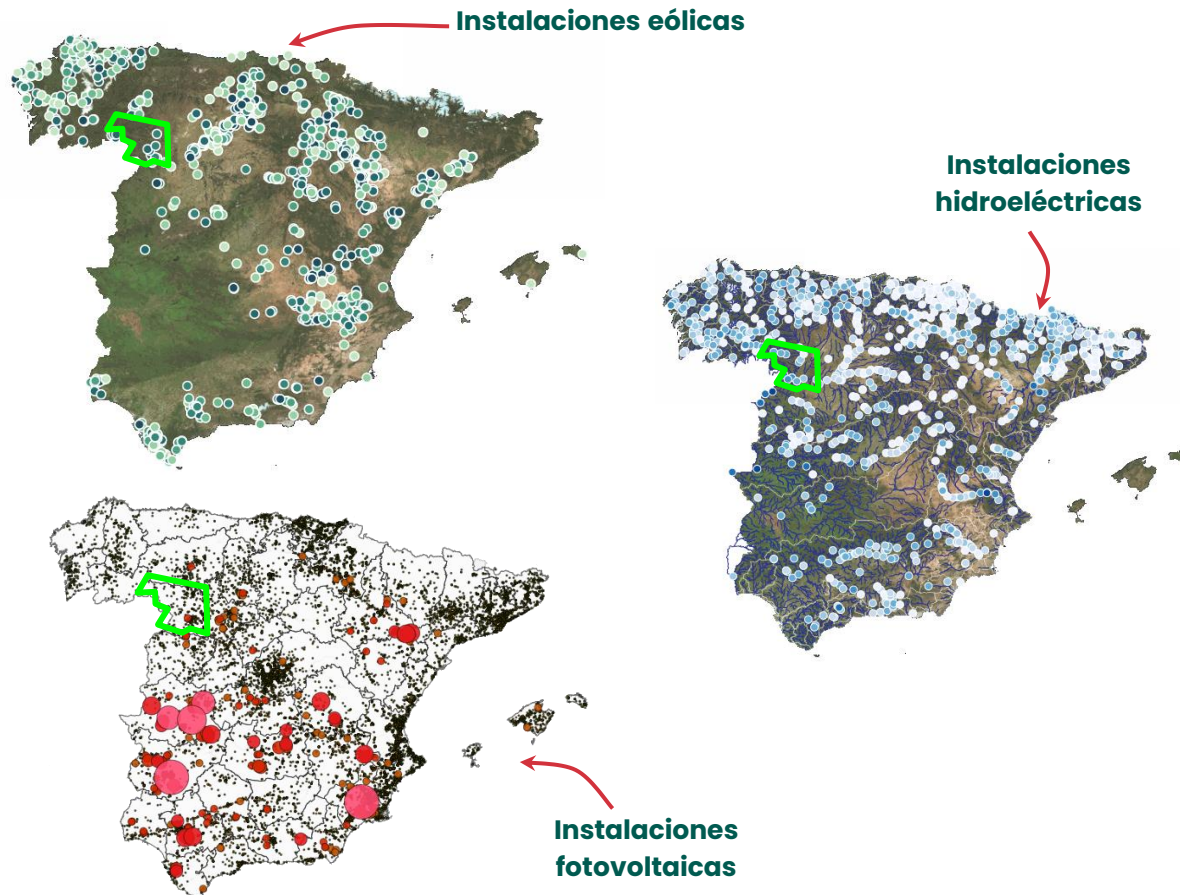 Instalaciones eólicas
Instalaciones
hidroeléctricas
Instalaciones
fotovoltaicas